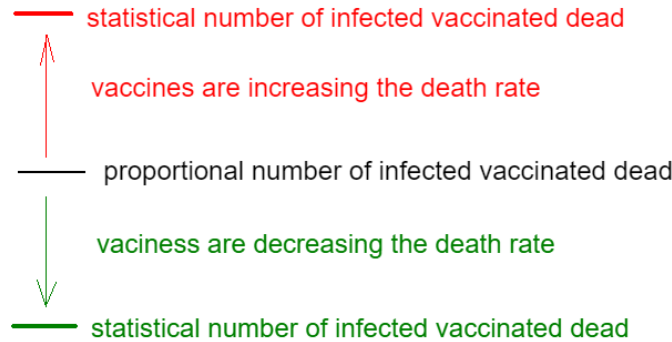 statistical number of infected vaccinated dead
vaccines are increasing the death rate
proportional number of infected vaccinated dead
vaciness are decreasing the death rate
statistical number of infected vaccinated dead